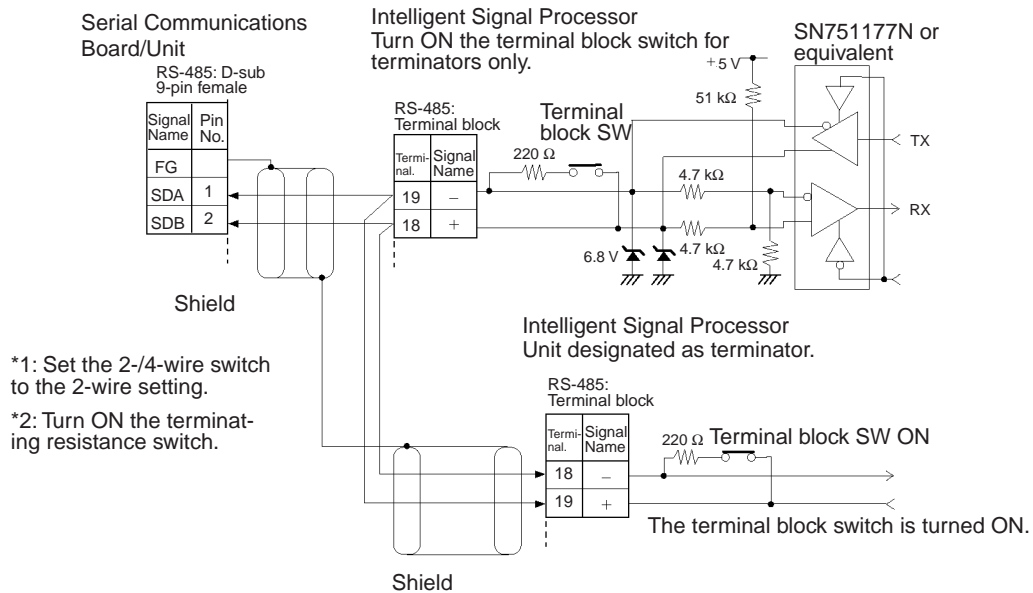 Serial Communications
Board/Unit
RS-485: D-sub
9-pin female
Signal
Name
Pin
No.
FG
SDA
1
SDB
2
Shield
*1: Set the 2-/4-wire switch
to the 2-wire setting.
*2: Turn ON the terminat-
ing resistance switch.
Intelligent Signal Processor
Turn ON the terminal block switch for
terminators only.
RS-485:
Terminal block
Termi-
nal.
Signal
Name
19
–
18
+
Terminal
block SW
220 Ω
+5 V
51 kΩ
4.7 kΩ
4.7 kΩ
4.7 kΩ
6.8 V
SN751177N or
equivalent
TX
RX
Intelligent Signal Processor
Unit designated as terminator.
RS-485:
Terminal block
Termi-
nal.
Signal
Name
18
–
19
+
220 Ω
Terminal block SW ON
The terminal block switch is turned ON.
Shield